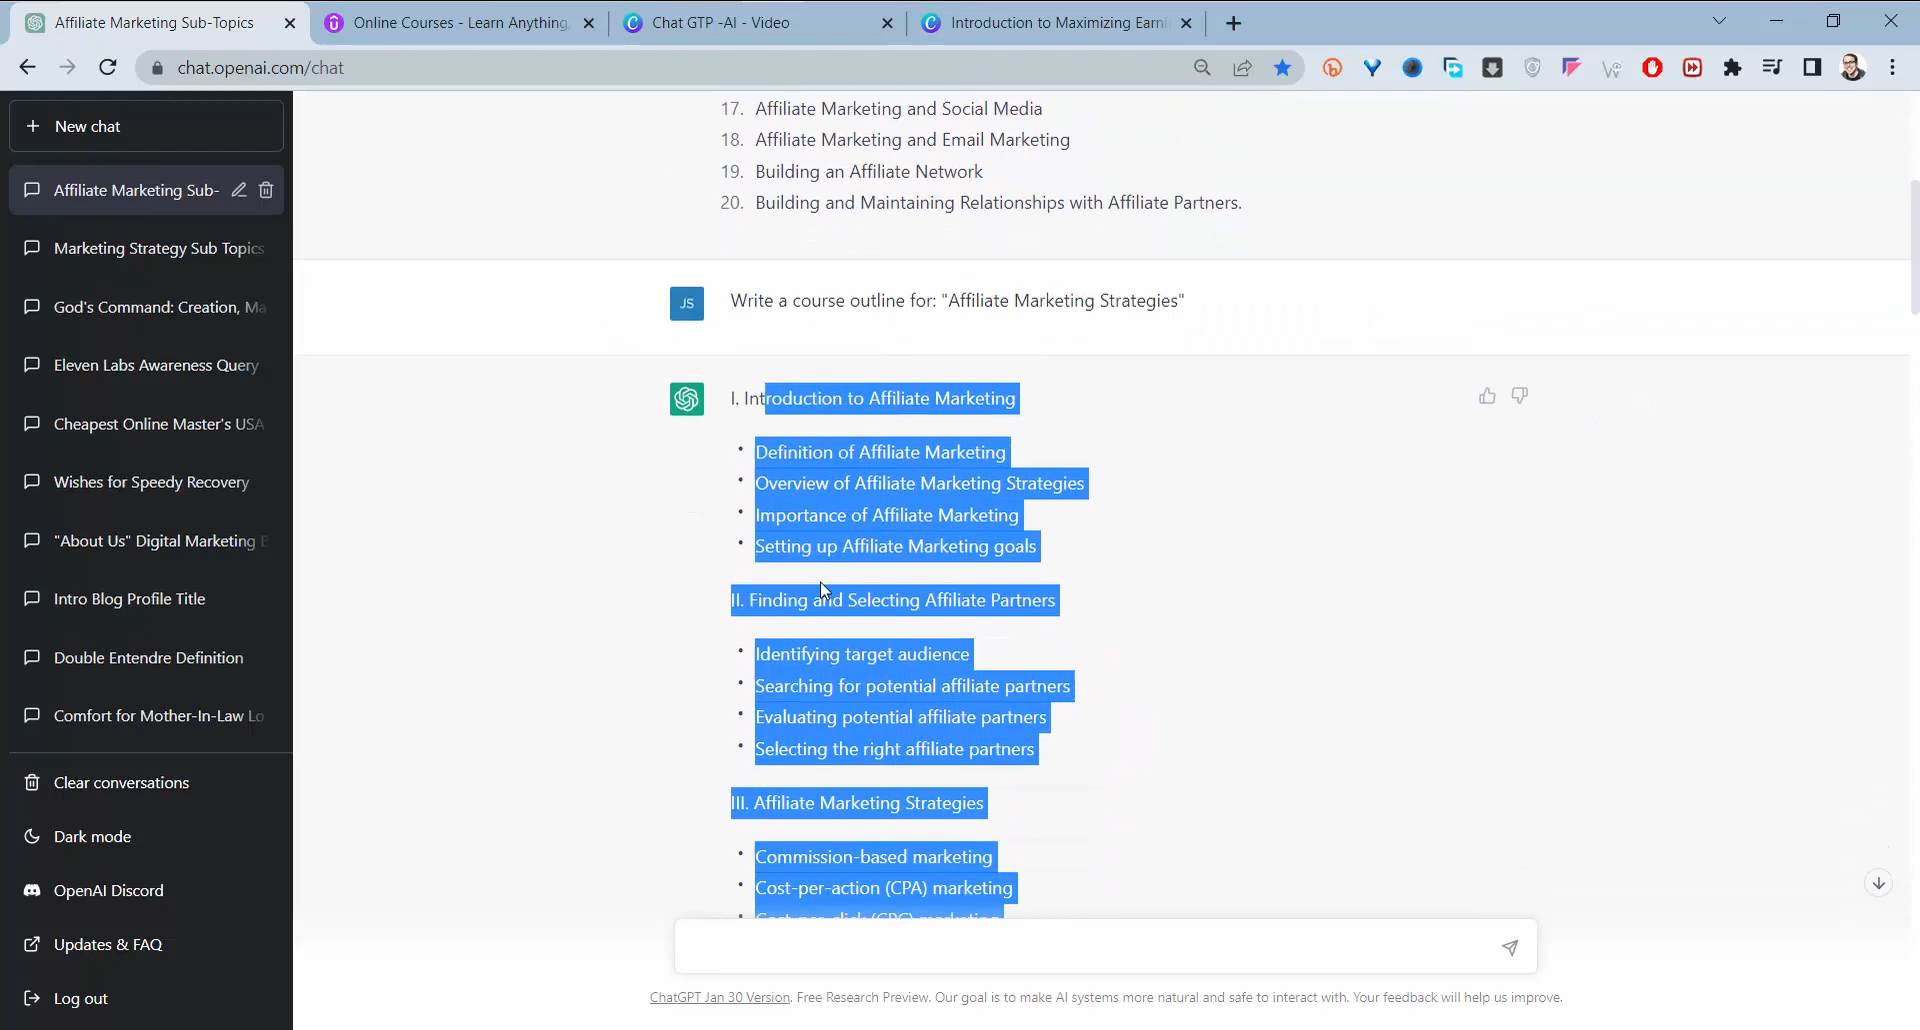 Affiliate Marketing Sub-Topics
Online Courses - Learn Anything,
Chat GTP -AI - Video
Introduction to Maximizing Earni
chat.openai.com/chat
New chat
Affiliate Marketing Sub-
Marketing Strategy Sub Topics
God's Command: Creation, Ma
Eleven Labs Awareness Query
Cheapest Online Master's USA
Wishes for Speedy Recovery
"About Us" Digital Marketing B
Intro Blog Profile Title
Double Entendre Definition
Comfort for Mother-In-Law Lo
Clear conversations
Dark mode
OpenAI Discord
Updates & FAQ
Log out
17. Affiliate Marketing and Social Media
18. Affiliate Marketing and Email Marketing
19. Building an Affiliate Network
20. Building and Maintaining Relationships with Affiliate Partners.
JS
Write a course outline for: "Affiliate Marketing Strategies"
I. Introduction to Affiliate Marketing
• Definition of Affiliate Marketing
• Overview of Affiliate Marketing Strategies
• Importance of Affiliate Marketing
• Setting up Affiliate Marketing goals
II. Finding and Selecting Affiliate Partners
• Identifying target audience
• Searching for potential affiliate partners
• Evaluating potential affiliate partners
• Selecting the right affiliate partners
III. Affiliate Marketing Strategies
• Commission-based marketing
• Cost-per-action (CPA) marketing
• Cost-per-click (CPC) marketing
ChatGPT Jan 30 Version. Free Research Preview. Our goal is to make AI systems more natural and safe to interact with. Your feedback will help us improve.